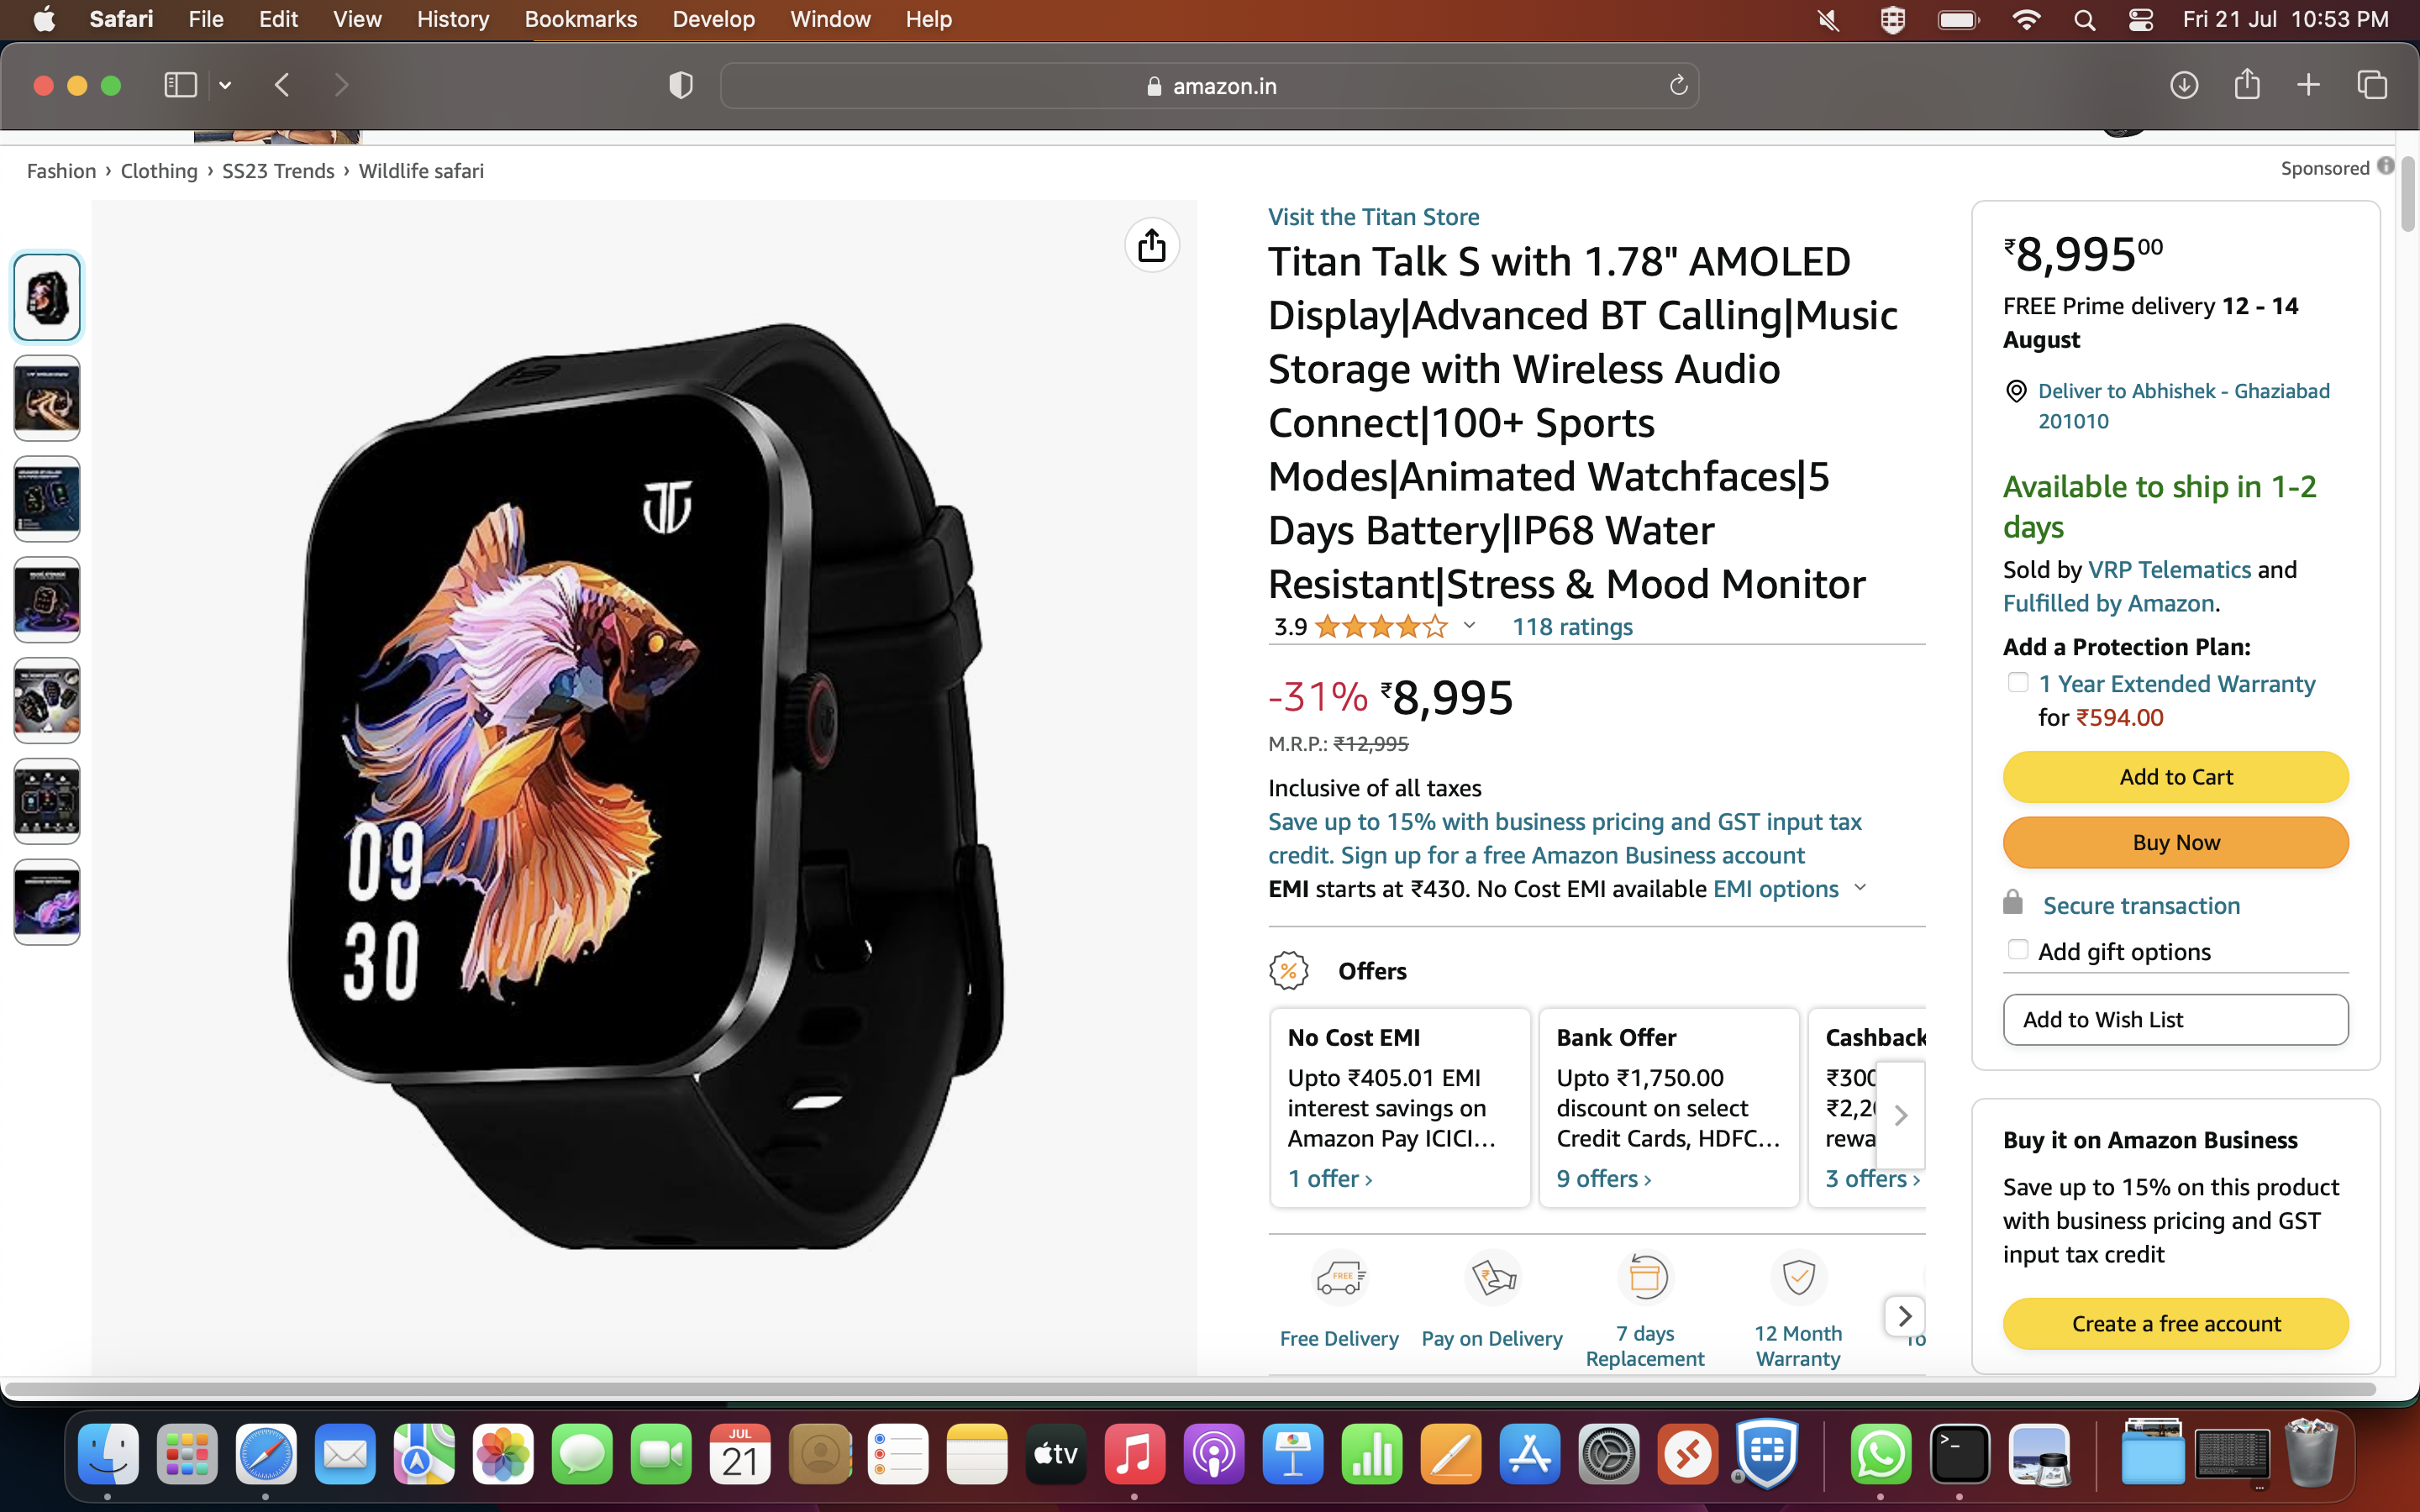 Safari File Edit View History Bookmarks Develop Window Help
Fri 21 Jul 10:53 PM
amazon.in
Fashion › Clothing › SS23 Trends › Wildlife safari
Sponsored
09
30
Visit the Titan Store
Titan Talk S with 1.78" AMOLED
Display|Advanced BT Calling|Music
Storage with Wireless Audio
Connect|100+ Sports
Modes|Animated Watchfaces|5
Days Battery|IP68 Water
Resistant|Stress & Mood Monitor
3.9 118 ratings
-31% ₹8,995
M.R.P.: ₹12,995
Inclusive of all taxes
Save up to 15% with business pricing and GST input tax
credit. Sign up for a free Amazon Business account
EMI starts at ₹430. No Cost EMI available EMI options
Offers
No Cost EMI
Upto ₹405.01 EMI
interest savings on
Amazon Pay ICICI…
1 offer ›
Bank Offer
Upto ₹1,750.00
discount on select
Credit Cards, HDFC…
9 offers ›
Cashback
₹300
₹2,20
rewa
3 offers ›
FREE
Free Delivery
Pay on Delivery
7 days
Replacement
12 Month
Warranty
To
₹8,995 00
FREE Prime delivery 12 - 14
August
Deliver to Abhishek - Ghaziabad
201010
Available to ship in 1-2
days
Sold by VRP Telematics and
Fulfilled by Amazon.
Add a Protection Plan:
1 Year Extended Warranty
for ₹594.00
Add to Cart
Buy Now
Secure transaction
Add gift options
Add to Wish List
Buy it on Amazon Business
Save up to 15% on this product
with business pricing and GST
input tax credit
Create a free account
JUL
21
tv